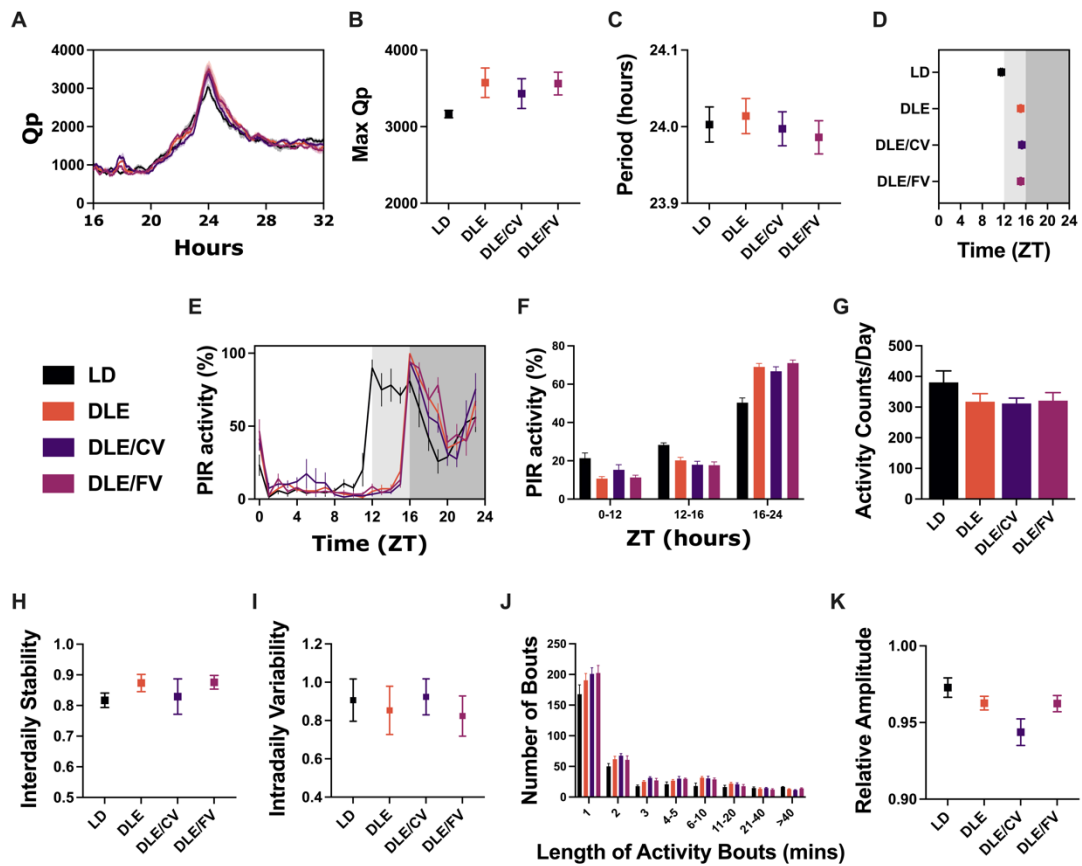 A
Qp
4000
3000
2000
1000
0
16 20 24 28 32
Hours
B
Max Qp
4000
3000
2000
LD DLE DLE/CV DLE/FV
C
Period (hours)
24.1
24.0
23.9
LD DLE DLE/CV DLE/FV
D
LD
DLE
DLE/CV
DLE/FV
0 4 8 12 16 20 24
Time (ZT)
LD
DLE
DLE/CV
DLE/FV
E
PIR activity (%)
100
50
0
0 4 8 12 16 20 24
Time (ZT)
F
PIR activity (%)
80
60
40
20
0
0-12 12-16 16-24
ZT (hours)
G
Activity Counts/Day
500
400
300
200
100
0
LD DLE DLE/CV DLE/FV
H
Interdaily Stability
1.0
0.9
0.8
0.7
0.6
0.5
LD DLE DLE/CV DLE/FV
I
Intradaily Variability
1.2
1.0
0.8
0.6
0.4
LD DLE DLE/CV DLE/FV
J
Number of Bouts
250
200
150
100
50
0
1 2 3 4-5 6-10 11-20 21-40 >40
Length of Activity Bouts (mins)
K
Relative Amplitude
1.00
0.95
0.90
LD DLE DLE/CV DLE/FV